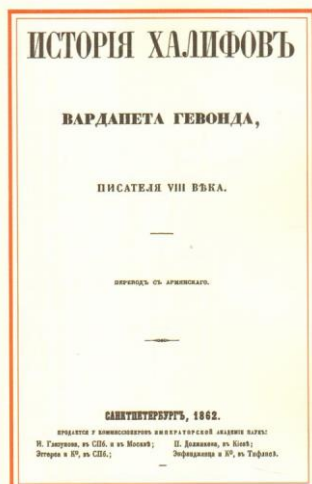 ИСТОРІЯ ХАЛИФОВЪ
ВАРДАПЕТА ГЕВОНДА,
ПИСАТЕЛЯ VIII ВѢКА.
ПЕРЕВОДЪ СЪ АРМЯНСКАГО.
САНКТПЕТЕРБУРГЪ, 1862.
ПРОДАЕТСЯ У КОММИССІОНЕРОВЪ ИМПЕРАТОРСКОЙ АКАДЕМІИ НАУКЪ:
И. Глазунова, въ СПб. и въ Москвѣ; П. Должикова, въ Кіевѣ;
Эггерса и Кº, въ СПб.; Энфяджянца и Кº, въ Тифлисѣ.